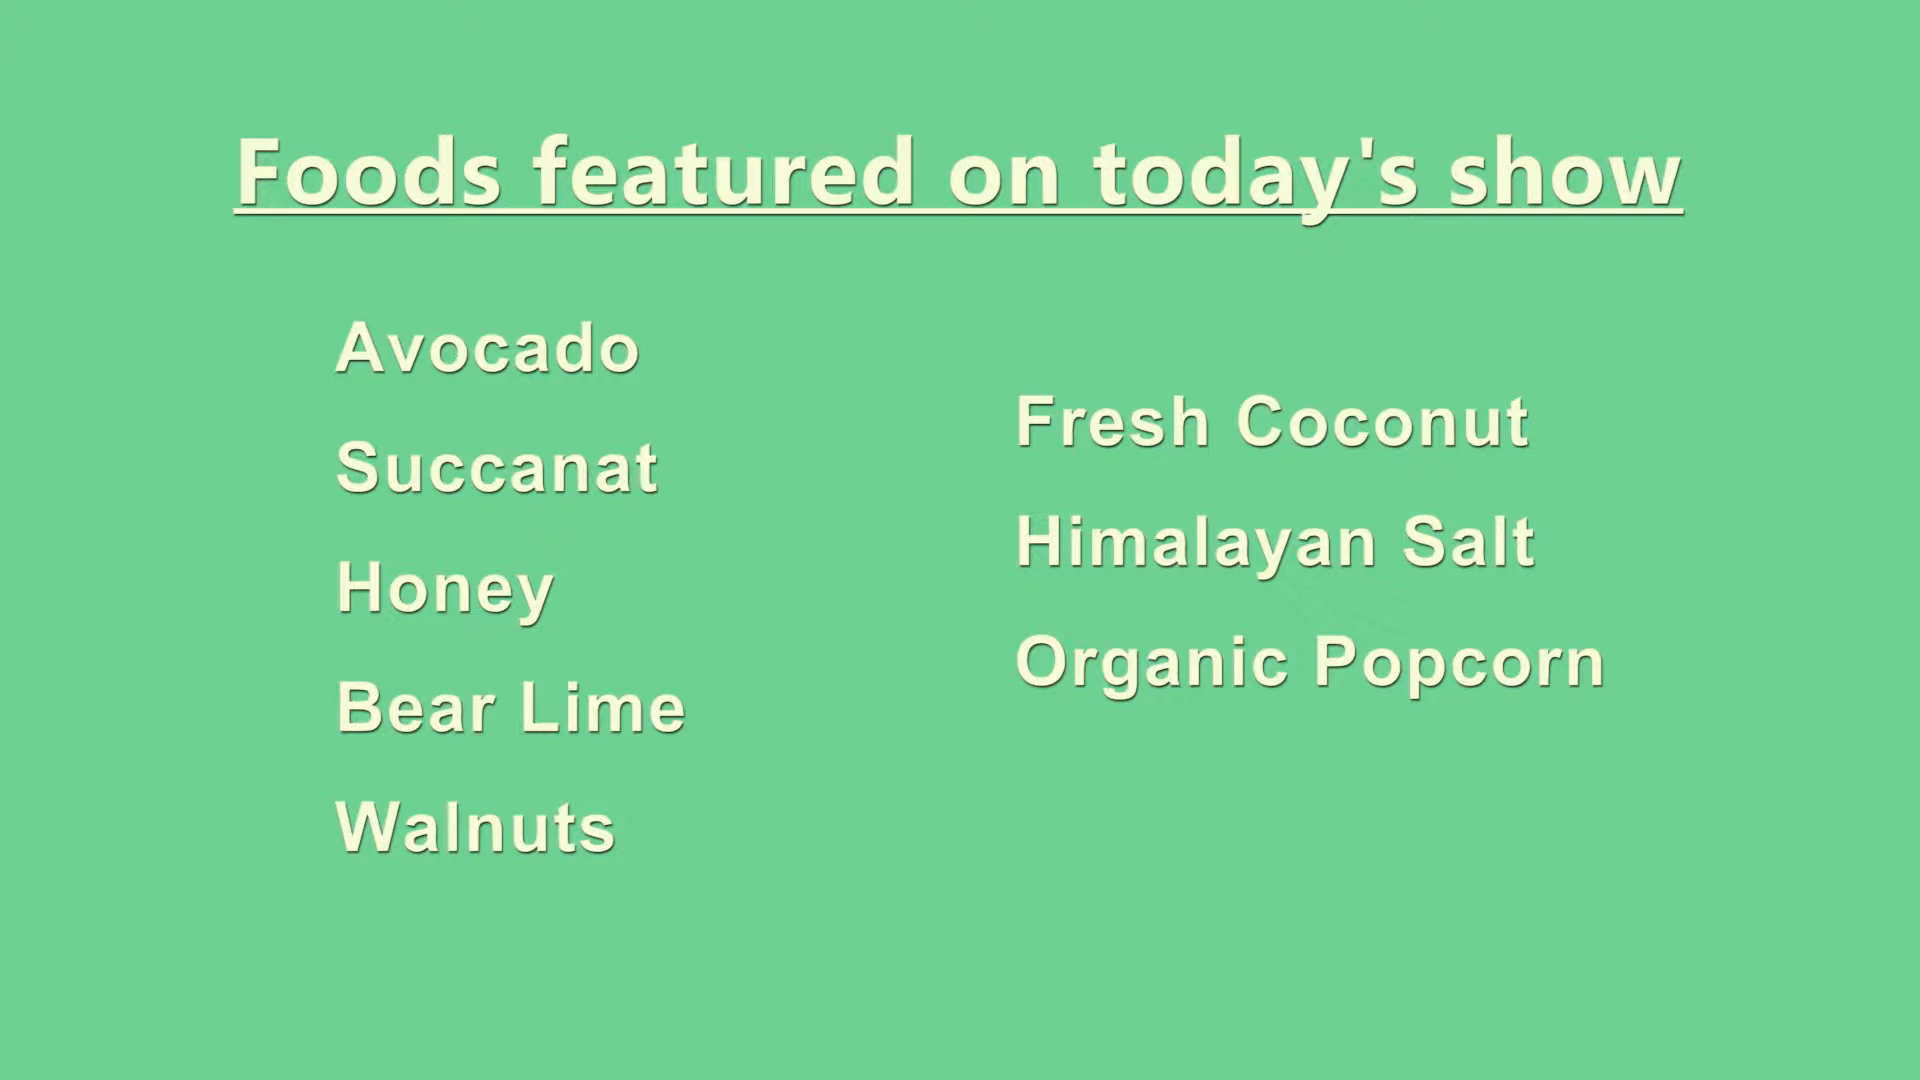 Foods featured on today's show
Avocado
Succanat
Honey
Bear Lime
Walnuts
Fresh Coconut
Himalayan Salt
Organic Popcorn